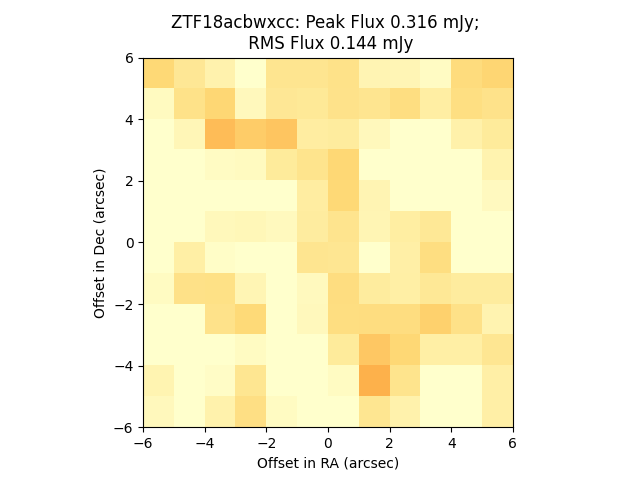 ZTF18acbwxcc: Peak Flux 0.316 mJy;
RMS Flux 0.144 mJy
6
4
2
0
−2
−4
−6
Offset in Dec (arcsec)
−6 −4 −2 0 2 4 6
Offset in RA (arcsec)